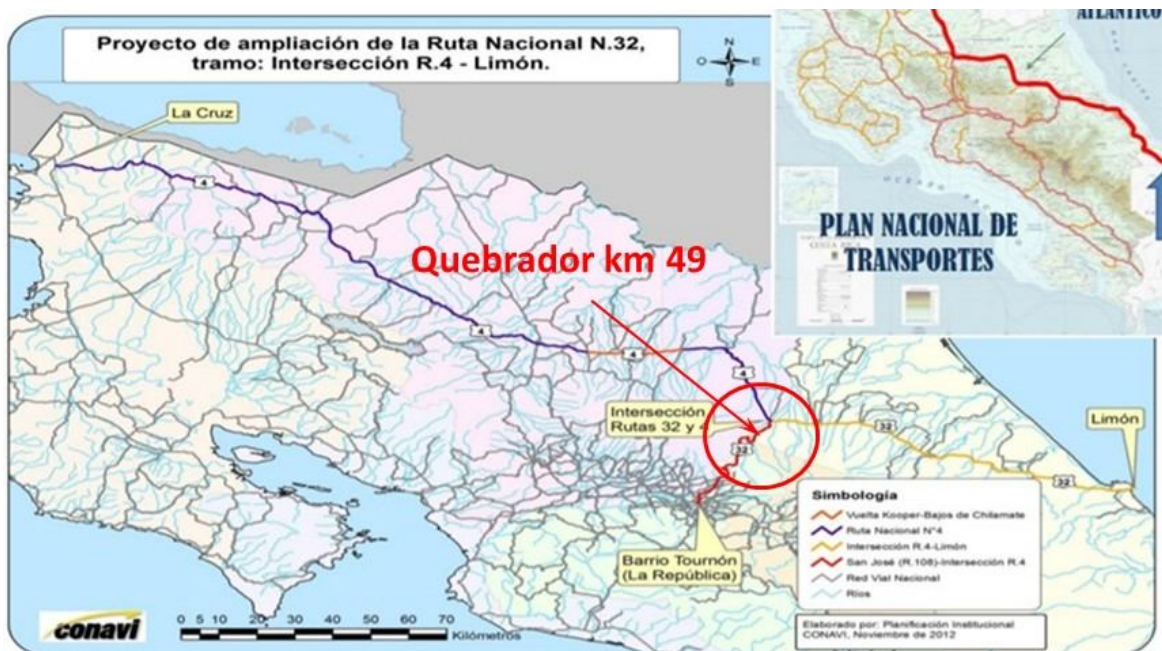 Proyecto de ampliación de la Ruta Nacional N.32,
tramo: Intersección R.4 - Limón.
N
O
E
S
ATLÁNTICO
La Cruz
4
PLAN NACIONAL DE
TRANSPORTES
Quebrador km 49
4
4
4
Intersección
Rutas 32 y 4
32
32
32
Limón
Barrio Tournón
(La República)
Simbología
Vuelta Kooper-Bajos de Chilamate
Ruta Nacional N°4
Intersección R.4-Limón
San José (R.108)-Intersección R.4
Red Vial Nacional
Ríos
conavi
0 5 10 20 30 40 50 60 70
Kilómetros
Elaborado por: Planificación Institucional
CONAVI, Noviembre de 2012